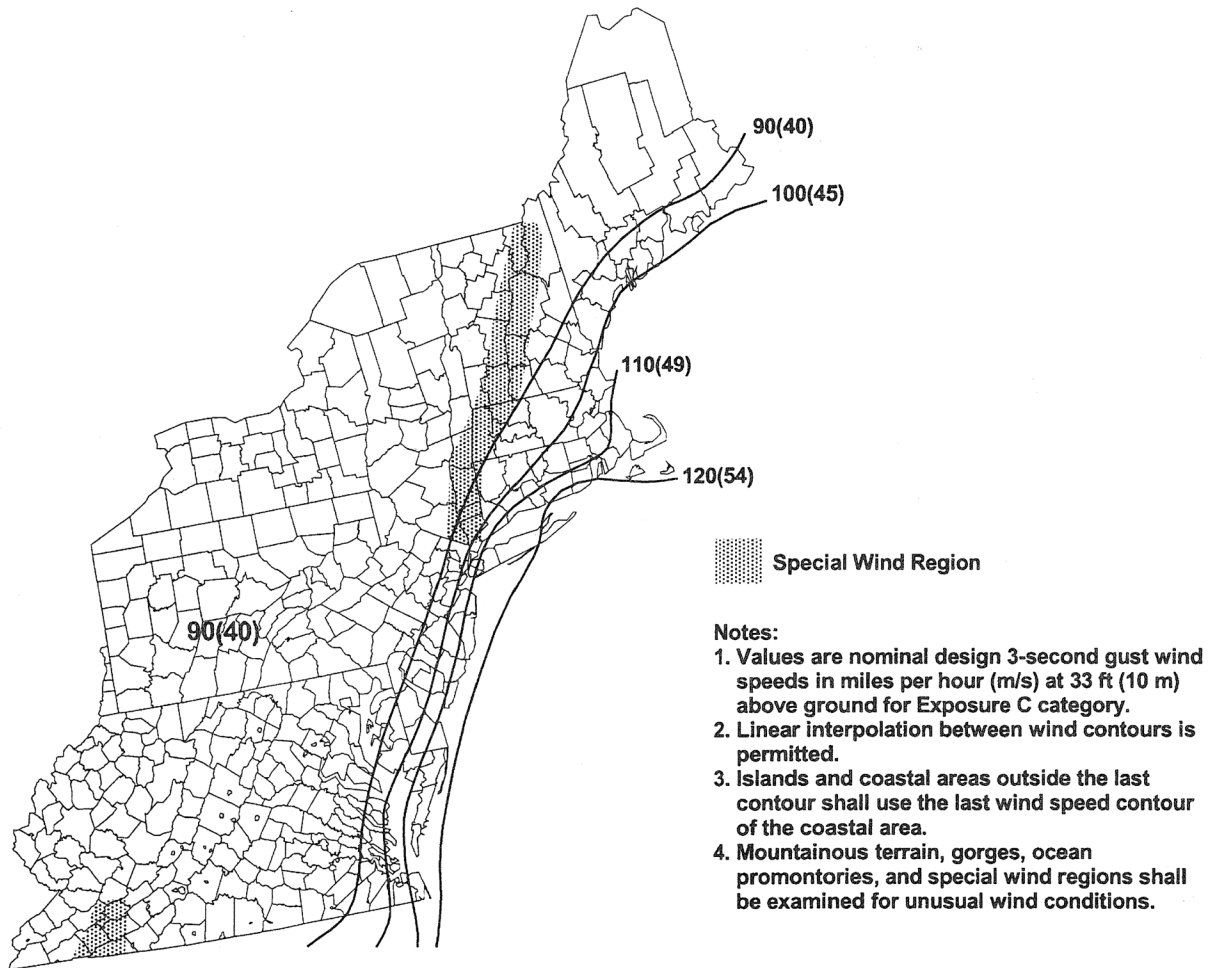 90(40)
100(45)
110(49)
120(54)
Special Wind Region
90(40)
Notes:
1. Values are nominal design 3-second gust wind
speeds in miles per hour (m/s) at 33 ft (10 m)
above ground for Exposure C category.
2. Linear interpolation between wind contours is
permitted.
3. Islands and coastal areas outside the last
contour shall use the last wind speed contour
of the coastal area.
4. Mountainous terrain, gorges, ocean
promontories, and special wind regions shall
be examined for unusual wind conditions.